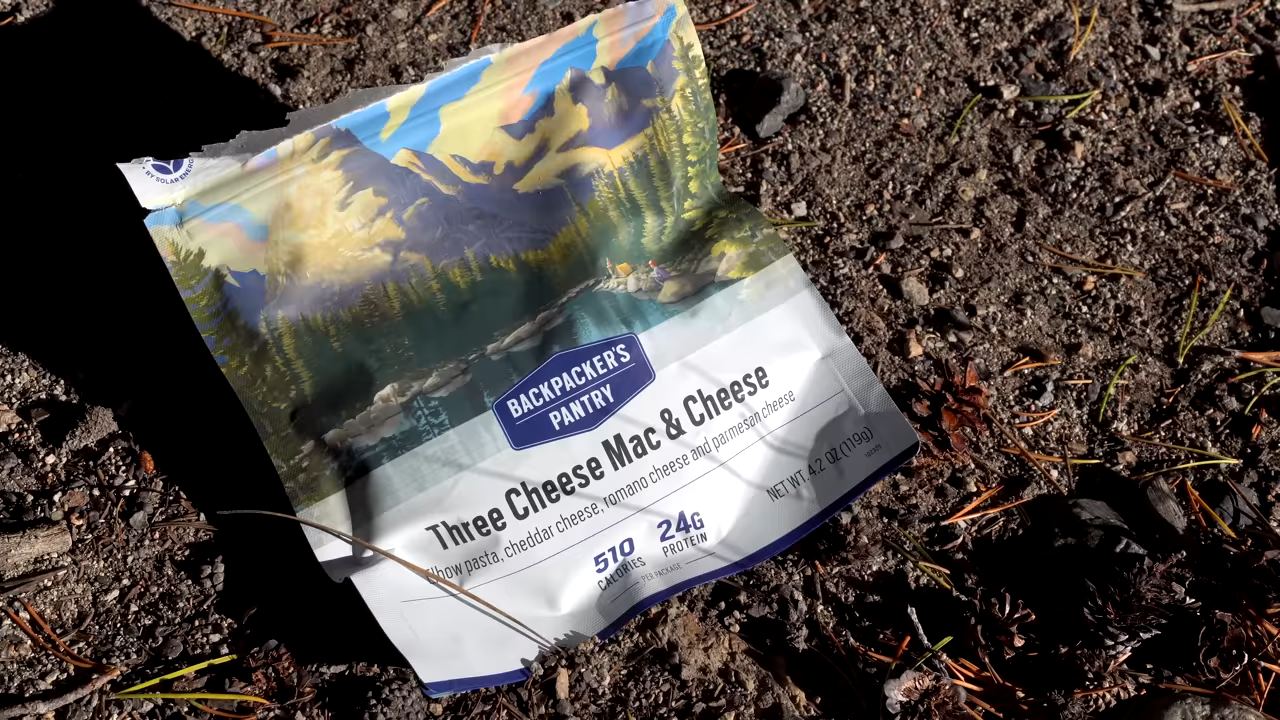 BY SOLAR ENERG
BACKPACKER'S
PANTRY
Three Cheese Mac & Cheese
Elbow pasta, cheddar cheese, romano cheese and parmesan cheese
510
CALORIES
24G
PROTEIN
PER PACKAGE
NET WT. 4.2 OZ (119g)